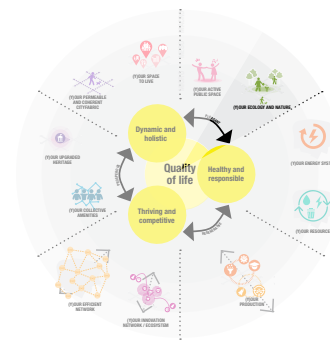 (Y)OUR SPACE
TO LIVE
(Y)OUR ACTIVE
PUBLIC SPACE
(Y)OUR PERMEABLE
AND COHERENT
CITYFABRIC
(Y)OUR ECOLOGY AND NATURE,
Dynamic and
holistic
(Y)OUR ENERGY SYSTE
(Y)OUR UPGRADED
HERITAGE
Quality
of life
Healthy and
responsible
(Y)OUR COLLECTIVE
AMENITIES
Thriving and
competitive
(Y)OUR RESOURCE
(Y)OUR EFFICIENT
NETWORK
(Y)OUR INNOVATION
NETWORK / ECOSYSTEM
(Y)OUR
PRODUCTION